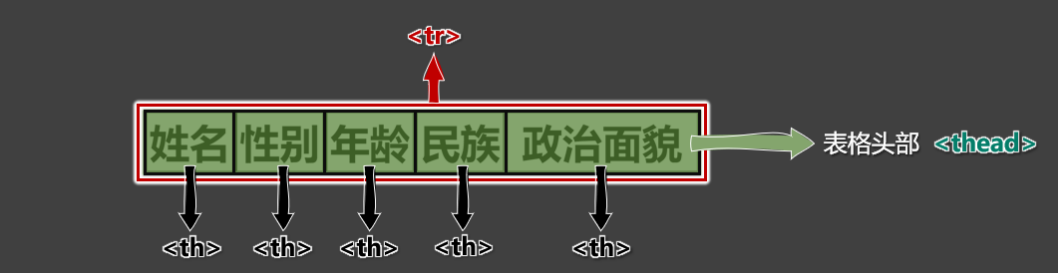 <tr>
姓名 性别 年龄 民族 政治面貌
表格头部 <thead>
<th> <th> <th> <th> <th>